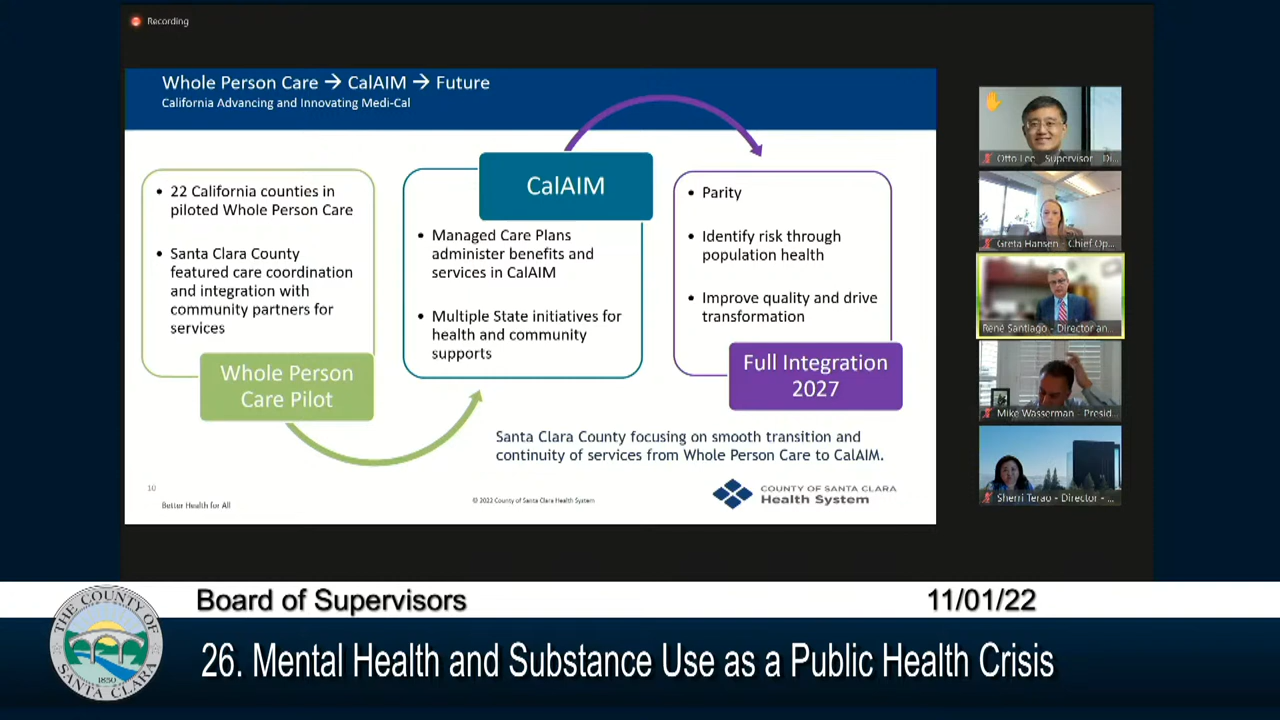 Recording
Whole Person Care → CalAIM → Future
California Advancing and Innovating Medi-Cal
• 22 California counties in
piloted Whole Person Care
• Santa Clara County
featured care coordination
and integration with
community partners for
services
Whole Person
Care Pilot
CalAIM
• Managed Care Plans
administer benefits and
services in CalAIM
• Multiple State initiatives for
health and community
supports
• Parity
• Identify risk through
population health
• Improve quality and drive
transformation
Full Integration
2027
Santa Clara County focusing on smooth transition and
continuity of services from Whole Person Care to CalAIM.
10
Better Health for All
© 2022 County of Santa Clara Health System
COUNTY OF SANTA CLARA
Health System
Otto Lee - Supervisor - Di...
Greta Hansen - Chief Op...
René Santiago - Director an...
Mike Wasserman - Presid...
Sherri Terao - Director - ...
THE COUNTY OF
SANTA CLARA
1850
Board of Supervisors
11/01/22
26. Mental Health and Substance Use as a Public Health Crisis